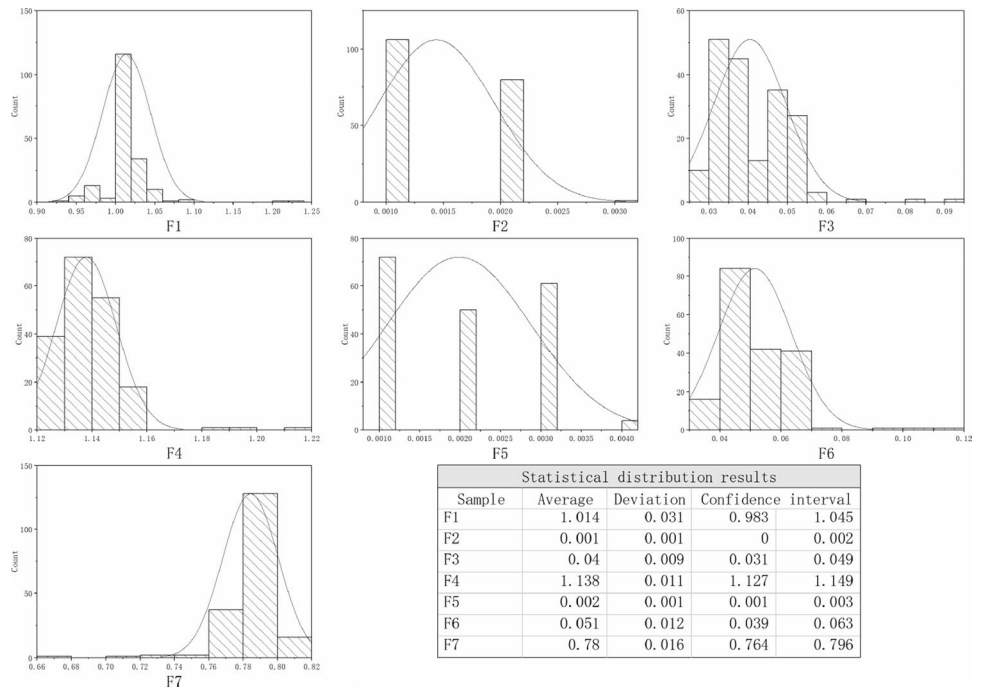 150
100
50
0
Count
0.90 0.95 1.00 1.05 1.10 1.15 1.20 1.25
F1
100
50
0
Count
0.0010 0.0015 0.0020 0.0025 0.0030
F2
60
40
20
0
Count
0.03 0.04 0.05 0.06 0.07 0.08 0.09
F3
80
60
40
20
0
Count
1.12 1.14 1.16 1.18 1.20 1.22
F4
80
60
40
20
0
Count
0.0010 0.0015 0.0020 0.0025 0.0030 0.0035 0.0040
F5
100
80
60
40
20
0
Count
0.04 0.06 0.08 0.10 0.12
F6
150
100
50
0
Count
0.66 0.68 0.70 0.72 0.74 0.76 0.78 0.80 0.82
F7
Statistical distribution results
Sample Average Deviation Confidence interval
F1 1.014 0.031 0.983 1.045
F2 0.001 0.001 0 0.002
F3 0.04 0.009 0.031 0.049
F4 1.138 0.011 1.127 1.149
F5 0.002 0.001 0.001 0.003
F6 0.051 0.012 0.039 0.063
F7 0.78 0.016 0.764 0.796